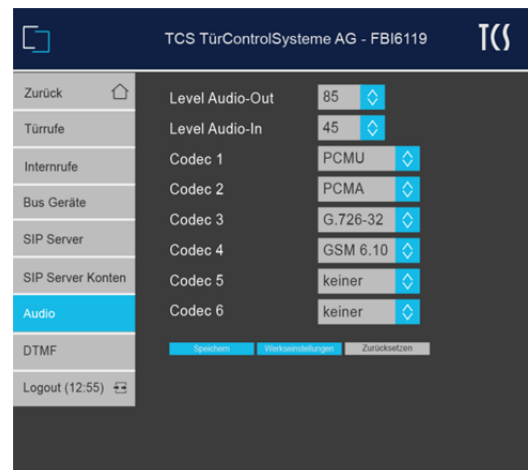 TCS TürControlSysteme AG - FBI6119
TCS
Zurück
Türrufe
Internrufe
Bus Geräte
SIP Server
SIP Server Konten
Audio
DTMF
Logout (12:55)
Level Audio-Out 85
Level Audio-In 45
Codec 1 PCMU
Codec 2 PCMA
Codec 3 G.726-32
Codec 4 GSM 6.10
Codec 5 keiner
Codec 6 keiner
Speichern Werkseinstellungen Zurücksetzen